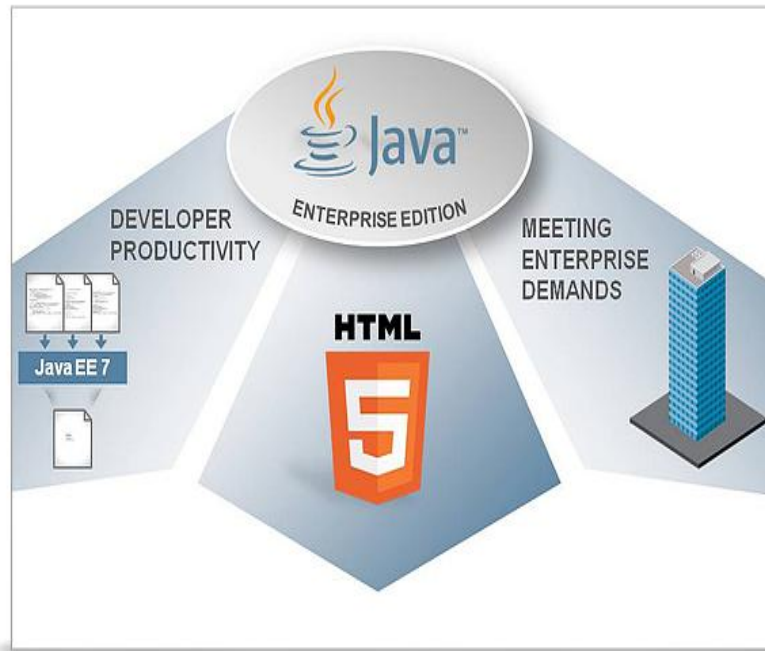 Java™
ENTERPRISE EDITION
DEVELOPER
PRODUCTIVITY
Java EE 7
HTML
5
MEETING
ENTERPRISE
DEMANDS